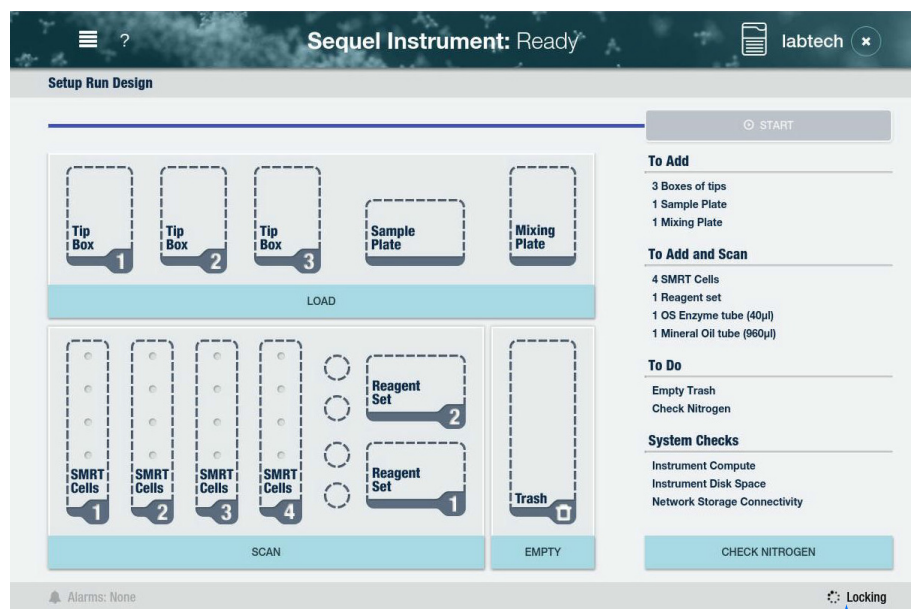 ?
Sequel Instrument: Ready
labtech
Setup Run Design
START
Tip
Box
1
Tip
Box
2
Tip
Box
3
Sample
Plate
Mixing
Plate
LOAD
SMRT
Cells
1
SMRT
Cells
2
SMRT
Cells
3
SMRT
Cells
4
Reagent
Set
2
Reagent
Set
1
Trash
SCAN
EMPTY
To Add
3 Boxes of tips
1 Sample Plate
1 Mixing Plate
To Add and Scan
4 SMRT Cells
1 Reagent set
1 OS Enzyme tube (40µl)
1 Mineral Oil tube (960µl)
To Do
Empty Trash
Check Nitrogen
System Checks
Instrument Compute
Instrument Disk Space
Network Storage Connectivity
CHECK NITROGEN
Alarms: None
Locking